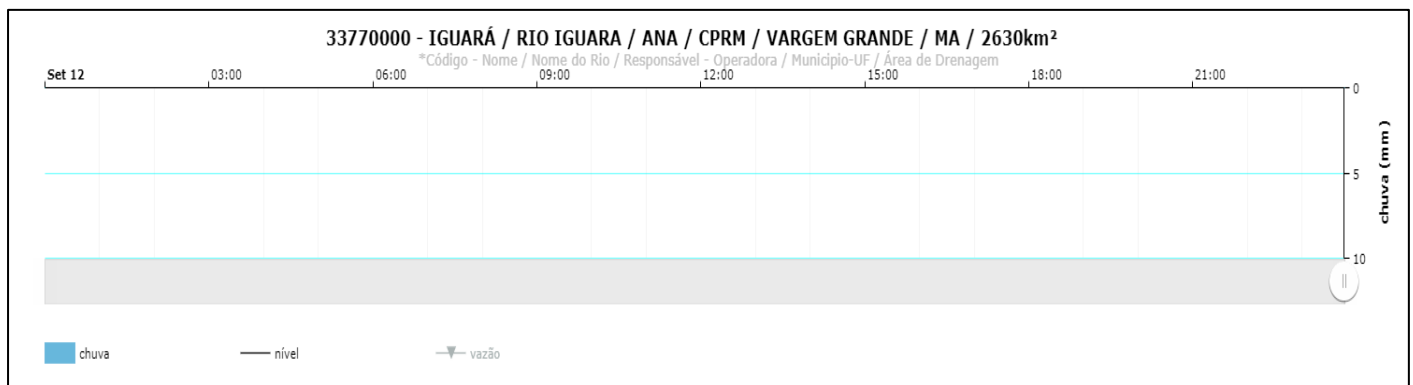 33770000 - IGUARÁ / RIO IGUARA / ANA / CPRM / VARGEM GRANDE / MA / 2630km²
*Código - Nome / Nome do Rio / Responsável - Operadora / Municipio-UF / Área de Drenagem
Set 12 03:00 06:00 09:00 12:00 15:00 18:00 21:00
0
5
10
chuva (mm)
chuva nível vazão